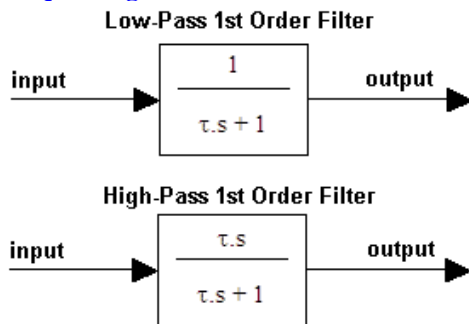 Low-Pass 1st Order Filter
input
1
τ.s + 1
output
High-Pass 1st Order Filter
input
τ.s
τ.s + 1
output